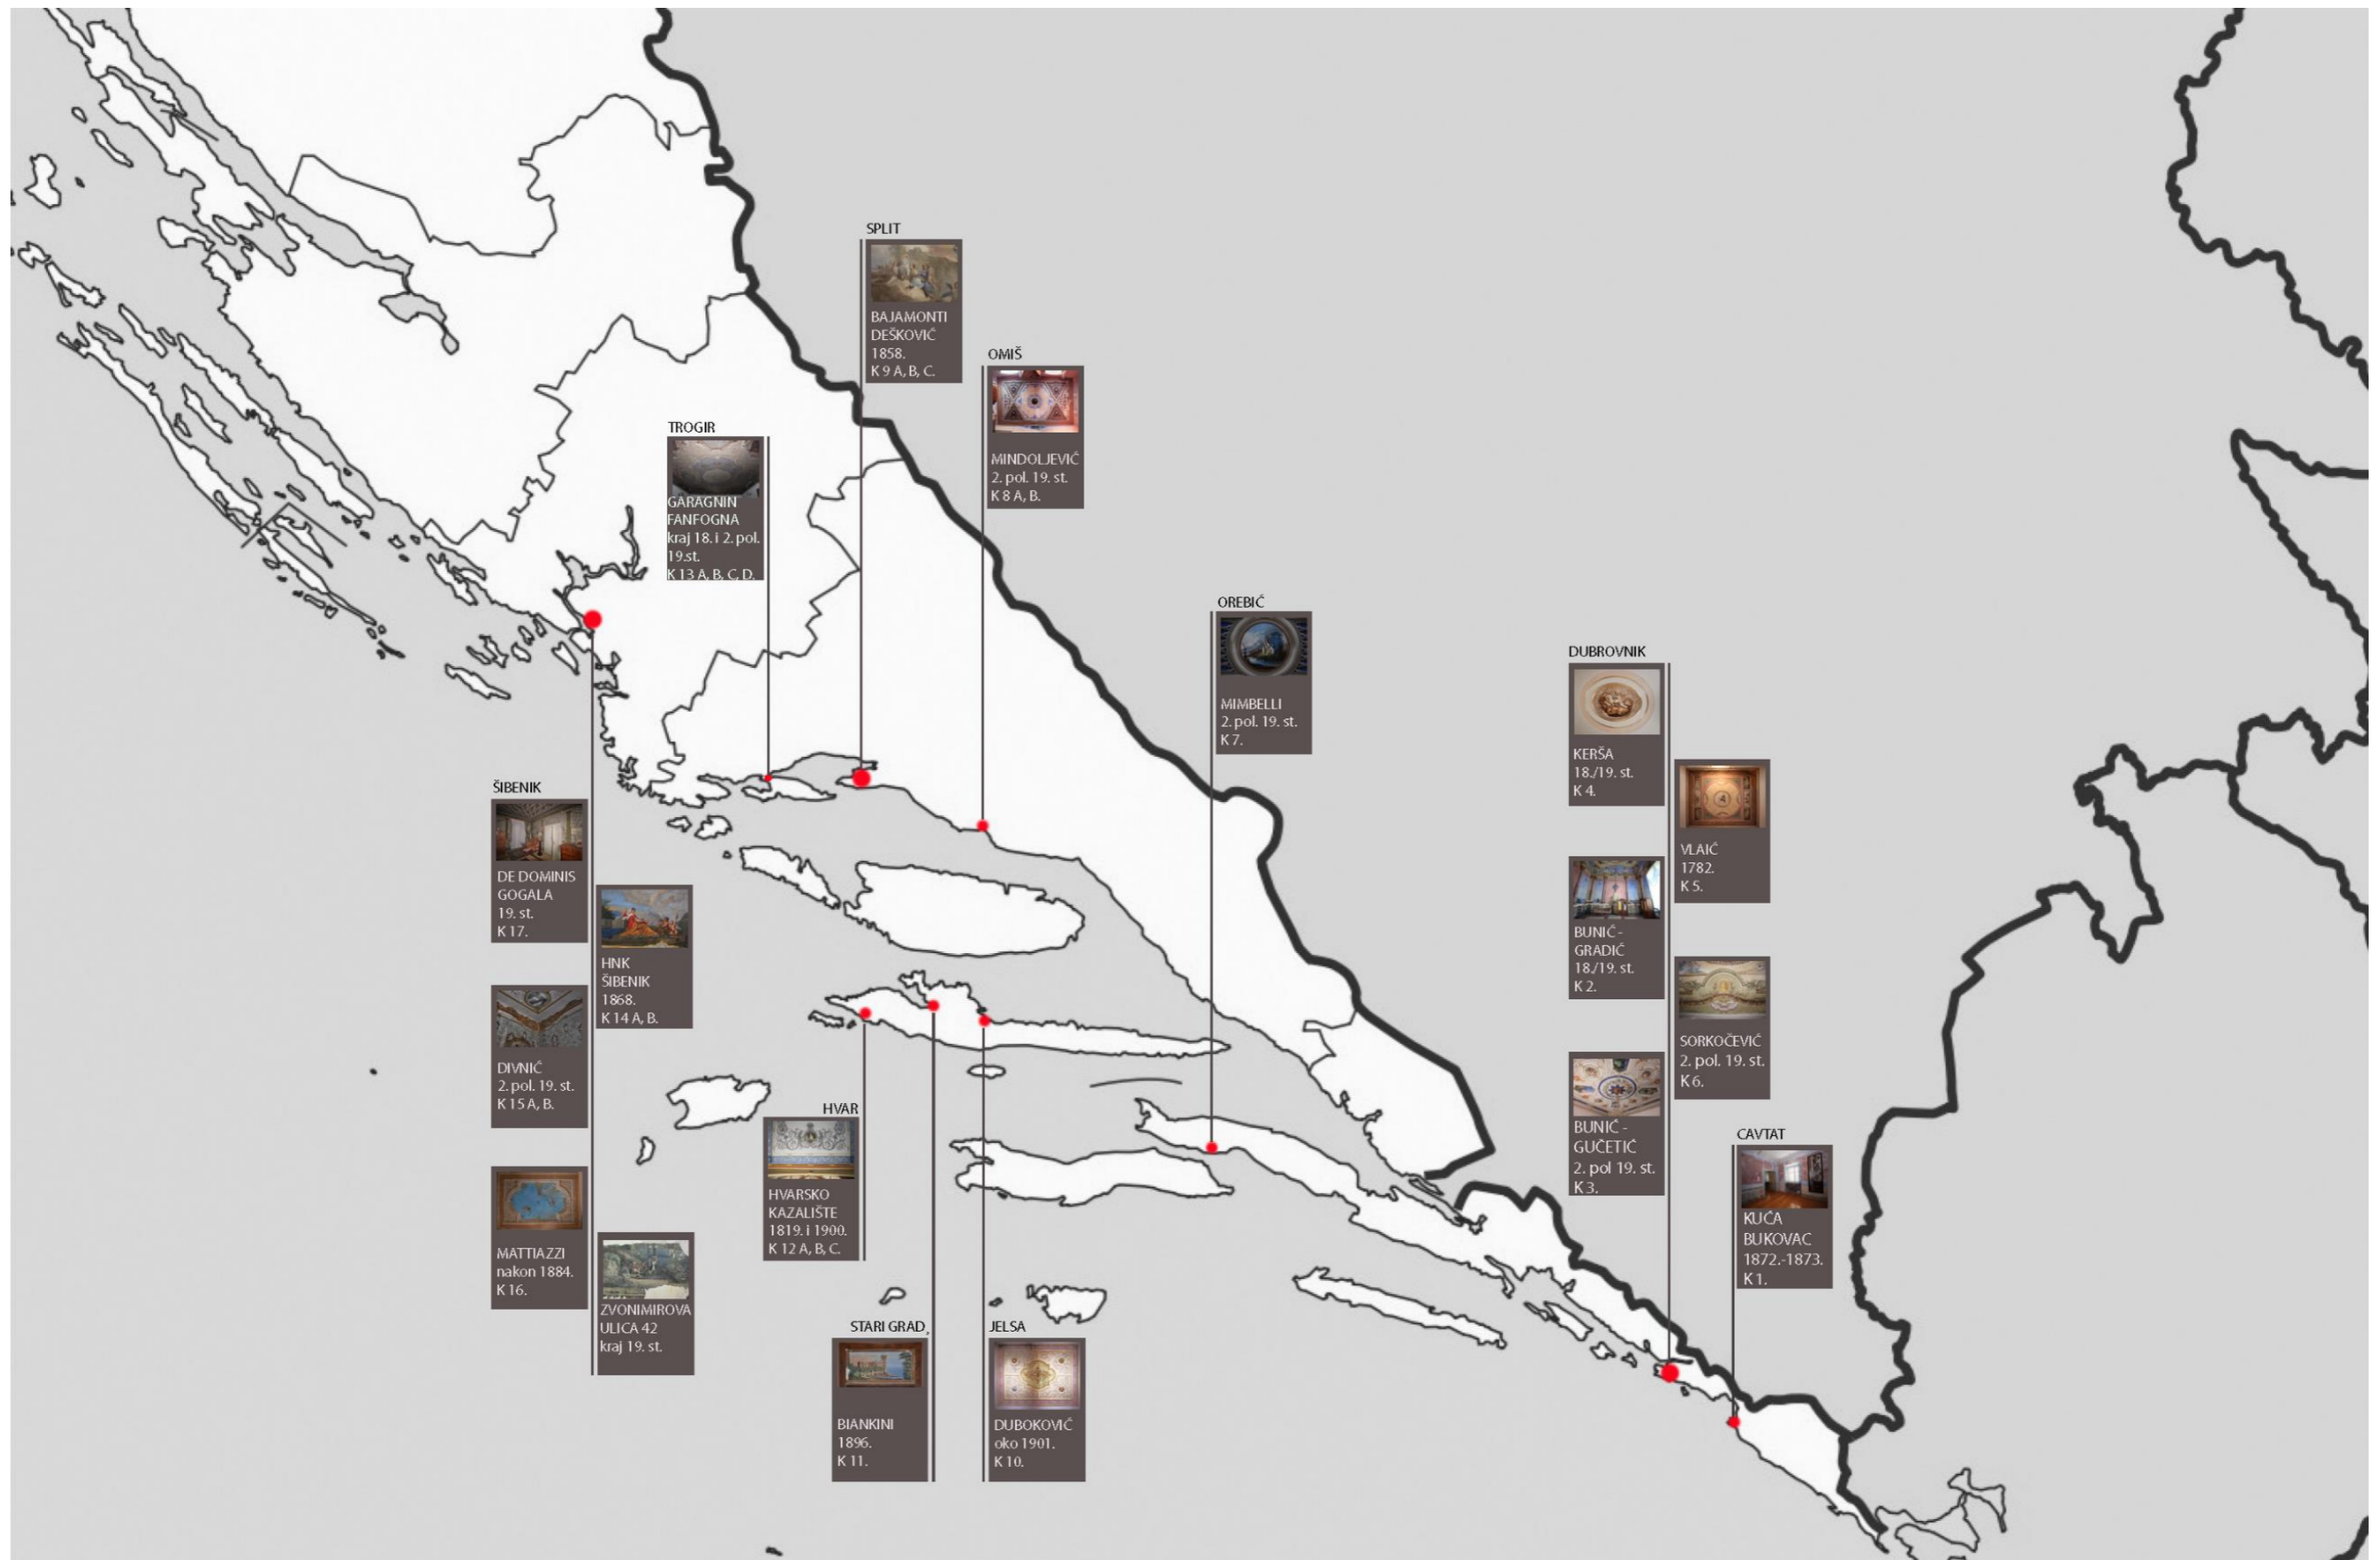 SPLIT
BAJAMONTI
DEŠKOVIĆ
1858.
K 9 A, B, C.
OMIŠ
MINDOLJEVIĆ
2. pol. 19. st.
K 8 A, B.
TROGIR
GARAGNIN
FANFOGNA
kraj 18. i 2. pol.
19.st.
K 13 A, B, C, D.
OREBIĆ
MIMBELLI
2. pol. 19. st.
K 7.
DUBROVNIK
KERŠA
18./19. st.
K 4.
VLAIĆ
1782.
K 5.
BUNIĆ -
GRADIĆ
18./19. st.
K 2.
SORKOČEVIĆ
2. pol. 19. st.
K 6.
BUNIĆ -
GUČETIĆ
2. pol 19. st.
K 3.
CAVTAT
KUĆA
BUKOVAC
1872.-1873.
K 1.
ŠIBENIK
DE DOMINIS
GOGALA
19. st.
K 17.
HNK
ŠIBENIK
1868.
K 14 A, B.
DIVNIĆ
2. pol. 19. st.
K 15 A, B.
MATTIAZZI
nakon 1884.
K 16.
ZVONIMIROVA
ULICA 42
kraj 19. st.
HVAR
HVARSKO
KAZALIŠTE
1819. i 1900.
K 12 A, B, C.
STARI GRAD,
BIANKINI
1896.
K 11.
JELSA
DUBOKOVIĆ
oko 1901.
K 10.